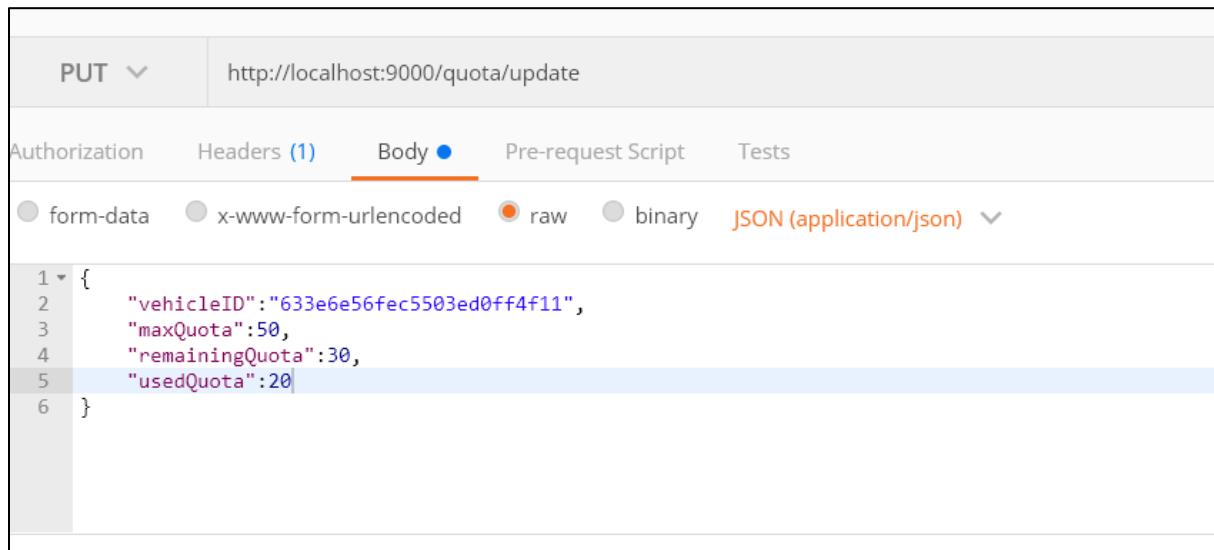 PUT http://localhost:9000/quota/update
Authorization Headers (1) Body Pre-request Script Tests
form-data x-www-form-urlencoded raw binary JSON (application/json)
1 {
2 "vehicleID":"633e6e56fec5503ed0ff4f11",
3 "maxQuota":50,
4 "remainingQuota":30,
5 "usedQuota":20
6 }